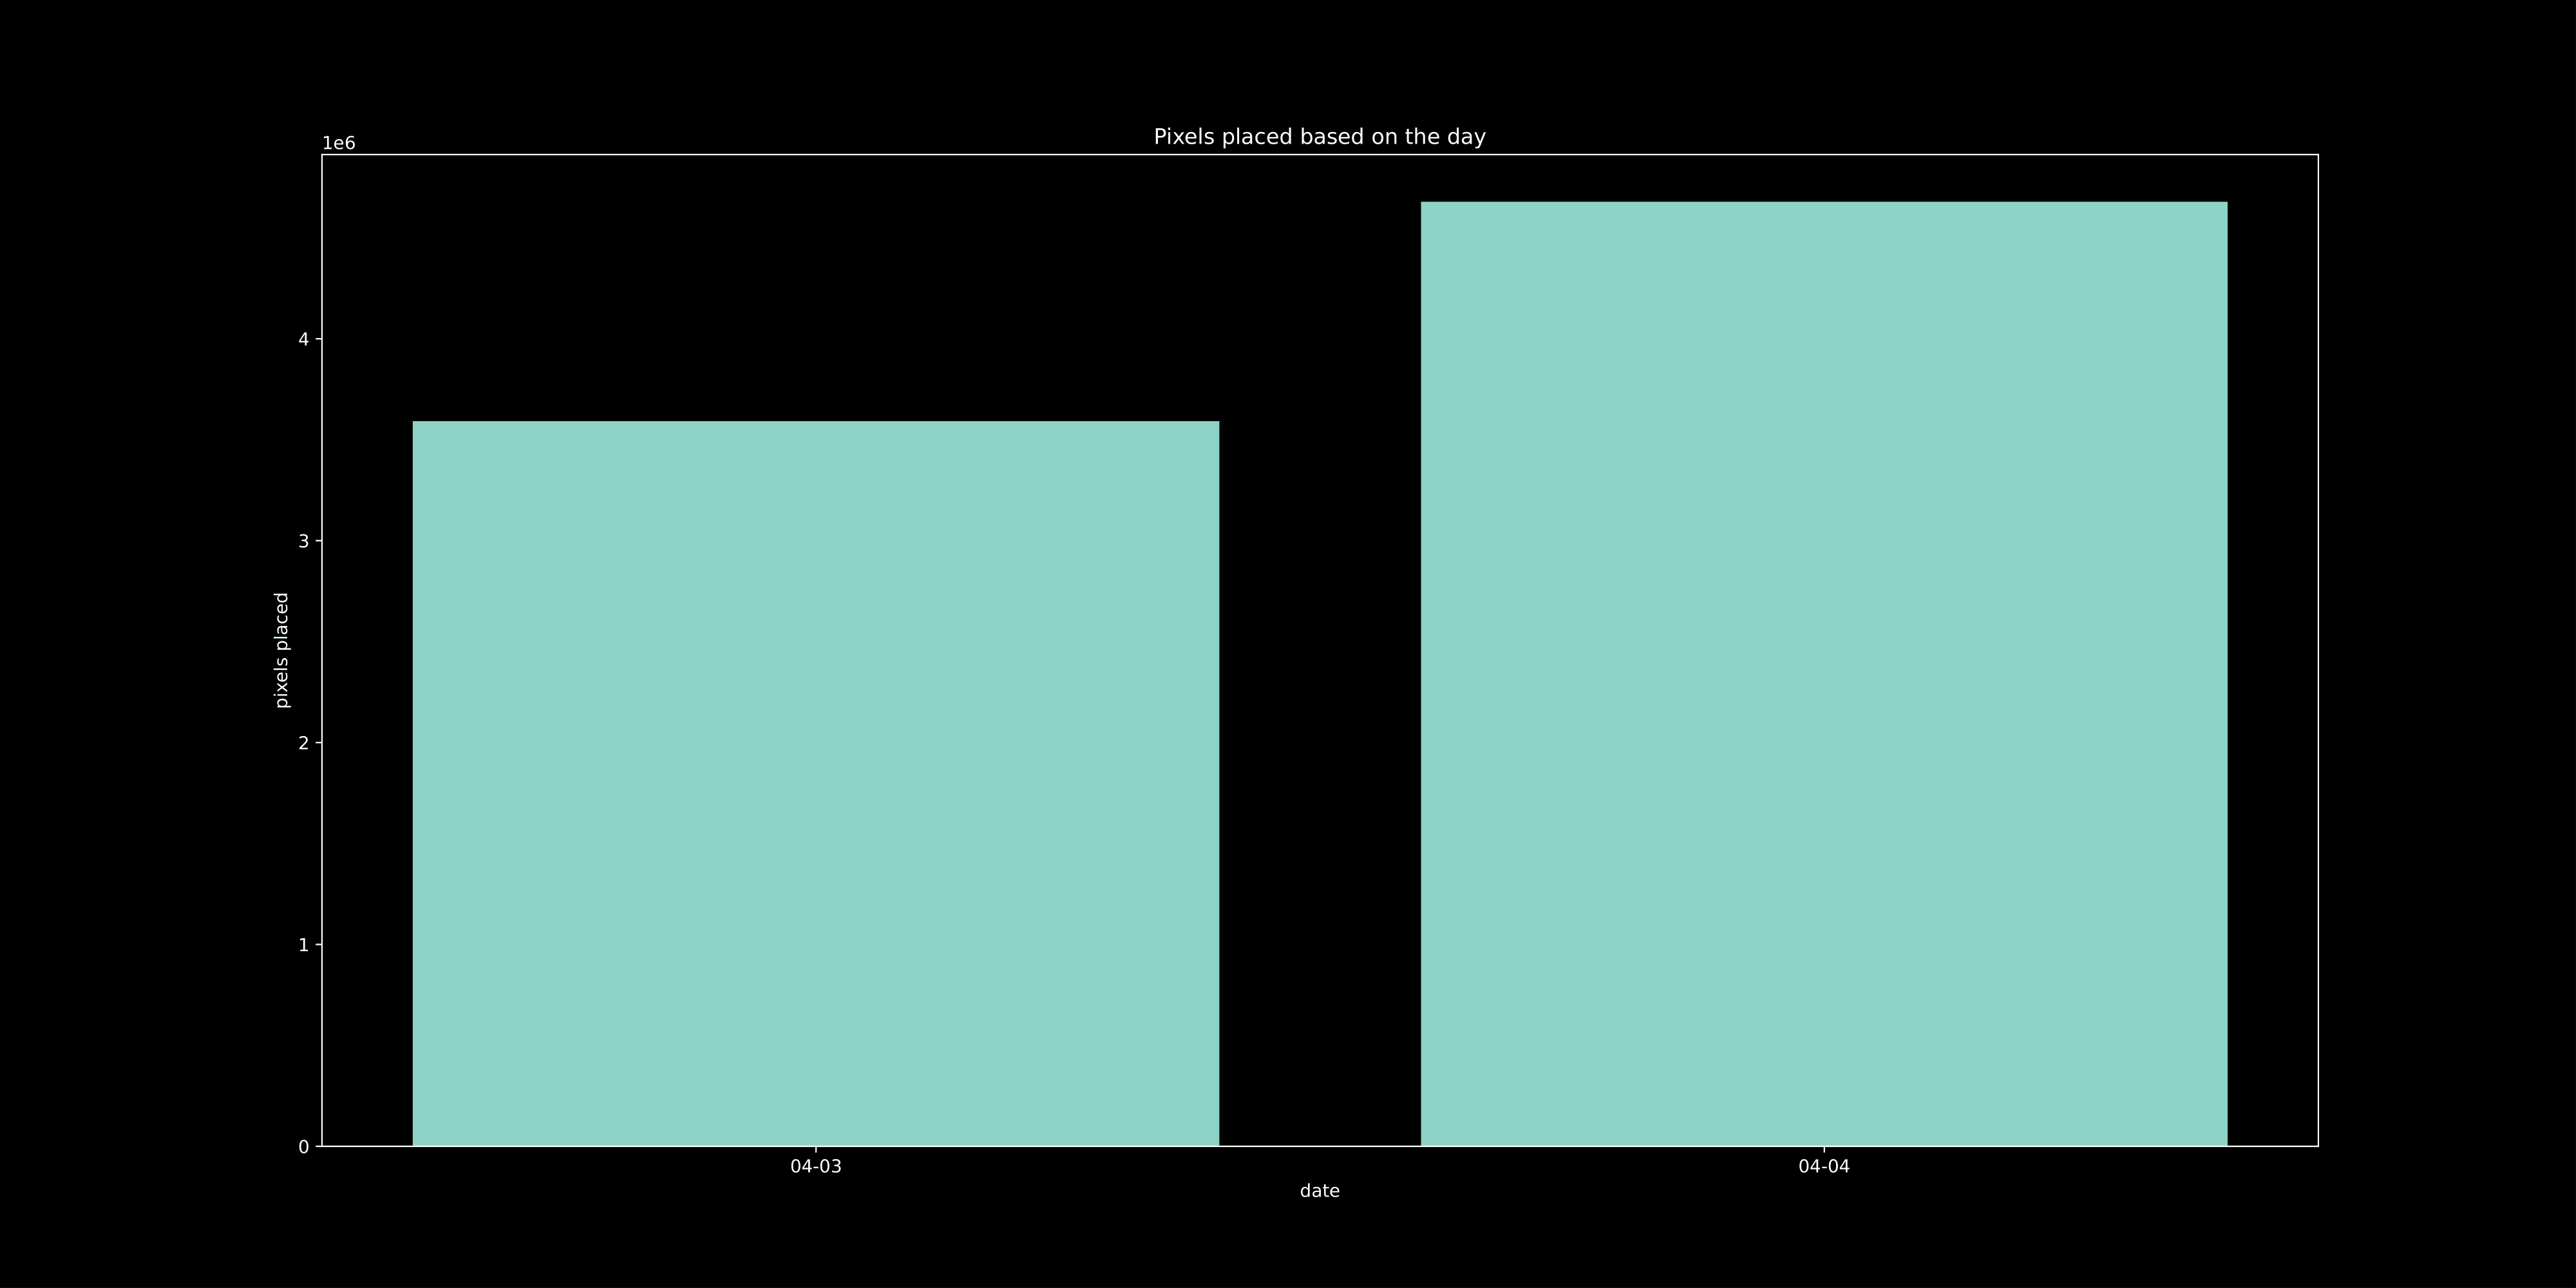 Pixels placed based on the day
1e6
4
3
2
1
0
pixels placed
04-03
04-04
date